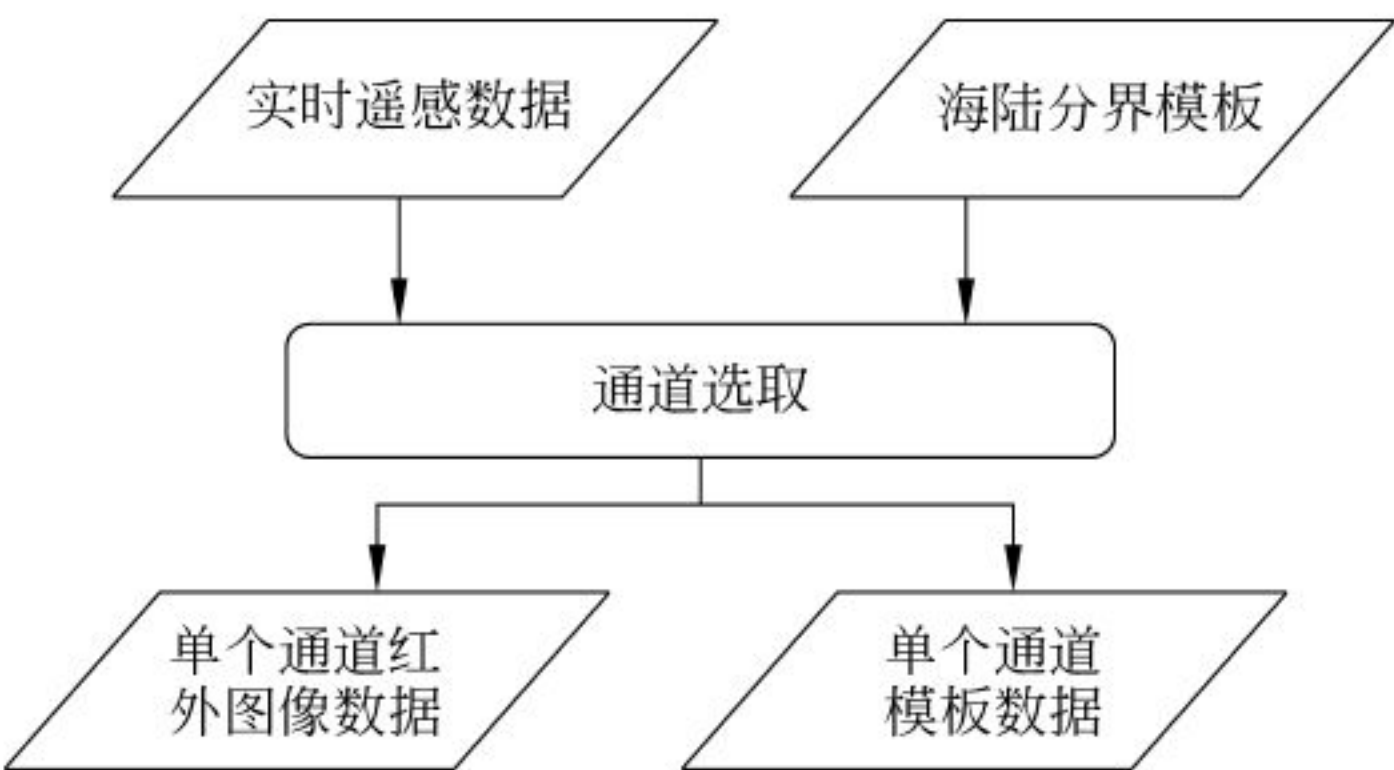 实时遥感数据
海陆分界模板
通道选取
单个通道红
外图像数据
单个通道
模板数据